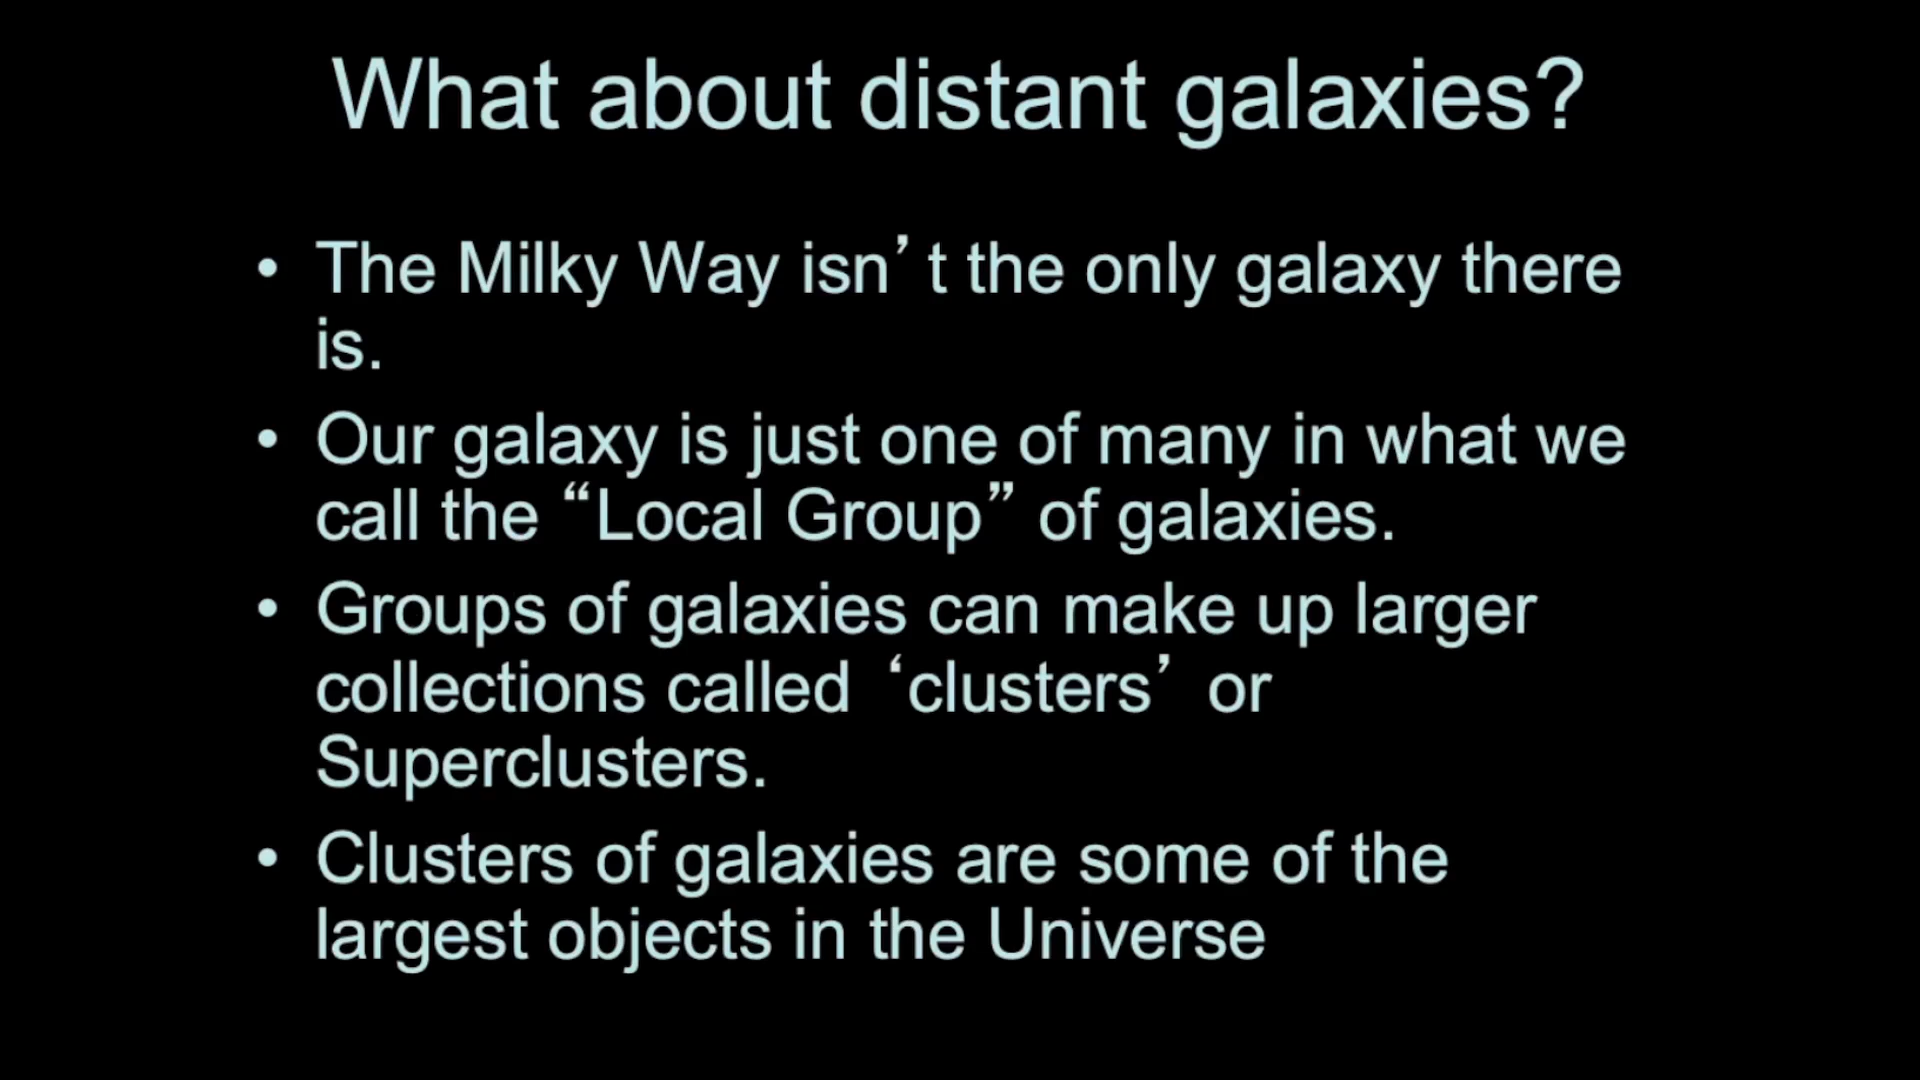 What about distant galaxies?
• The Milky Way isn’t the only galaxy there
is.
• Our galaxy is just one of many in what we
call the “Local Group” of galaxies.
• Groups of galaxies can make up larger
collections called ‘clusters’ or
Superclusters.
• Clusters of galaxies are some of the
largest objects in the Universe